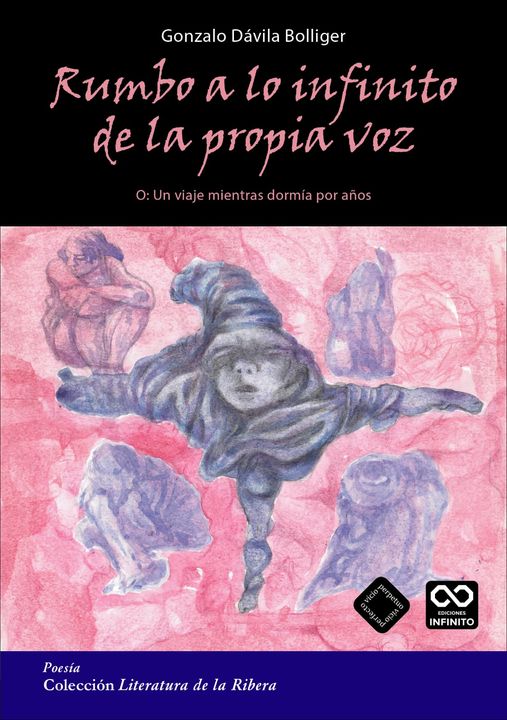 Gonzalo Dávila Bolliger
Rumbo a lo infinito
de la propia voz
O: Un viaje mientras dormía por años
vicio
perpetuo
vicio
perfecto
EDICIONES
INFINITO
Poesía
Colección Literatura de la Ribera